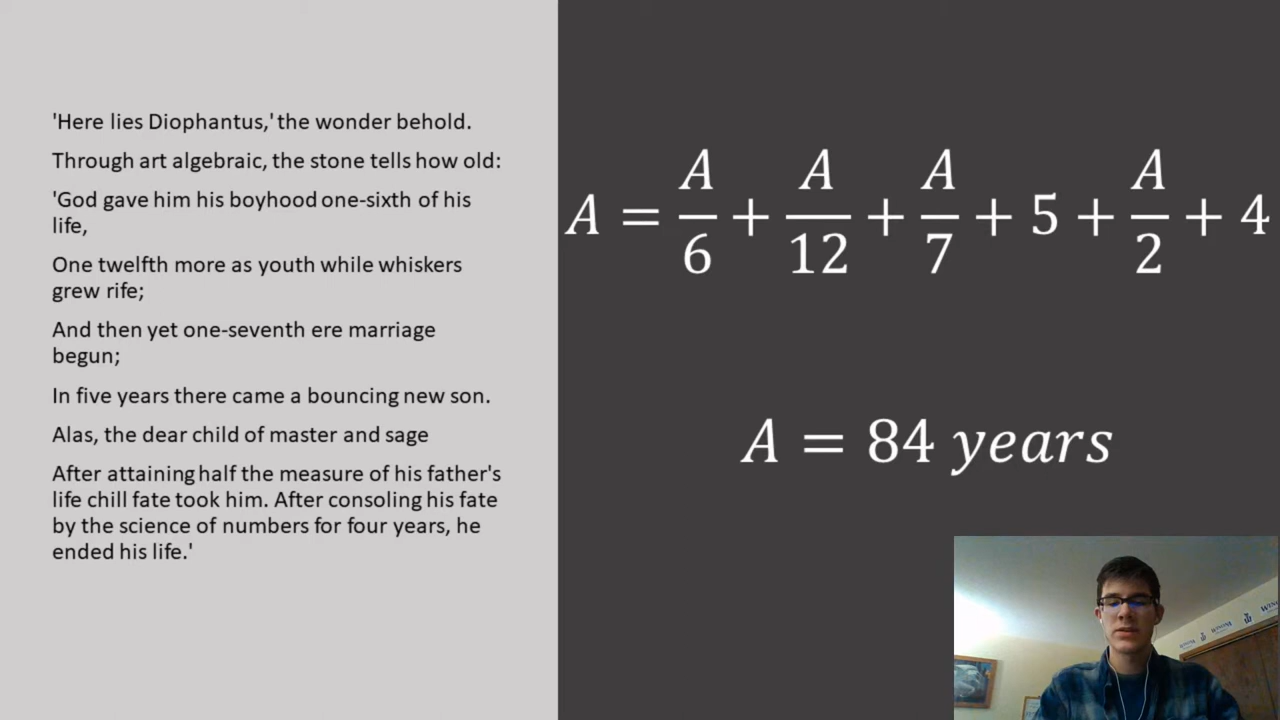 'Here lies Diophantus,' the wonder behold.
Through art algebraic, the stone tells how old:
'God gave him his boyhood one-sixth of his
life,
One twelfth more as youth while whiskers
grew rife;
And then yet one-seventh ere marriage
begun;
In five years there came a bouncing new son.
Alas, the dear child of master and sage
After attaining half the measure of his father's
life chill fate took him. After consoling his fate
by the science of numbers for four years, he
ended his life.'
A = A/6 + A/12 + A/7 + 5 + A/2 + 4
A = 84 years
WINONA